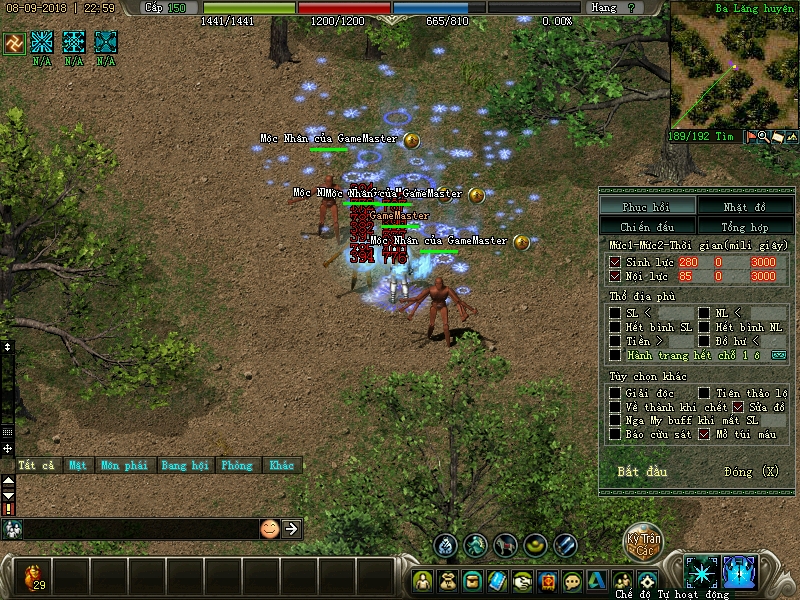 08-09-2018 | 22:59
Cấp 150
Hạng ?
1441/1441
1200/1200
665/810
0.00%
Ba Lăng huyện
N/A
N/A
N/A
189/192 Tìm
Mộc Nhân của GameMaster
Mộc Nhân của GameMaster
GameMaster
Mộc Nhân của GameMaster
391 776
Phục hồi
Nhặt đồ
Chiến đấu
Tổng hợp
Mức1-Mức2-Thời gian(mili giây)
Sinh lực 280 0 3000
Nội lực 85 0 3000
Thổ địa phù
SL <
NL <
Hết bình SL
Hết bình NL
Tiền >
Đồ hư <
Hành trang hết chỗ 1 ô
Tùy chọn khác
Giải độc
Tiên thảo lộ
Về thành khi chết
Sửa đồ
Nga My buff khi mất SL
Báo cừu sát
Mở túi máu
Bắt đầu
Đóng (X)
Tất cả
Mật
Môn phái
Bang hội
Phòng
Khác
Kỳ Trân Các
29
Chế độ Tự hoạt động